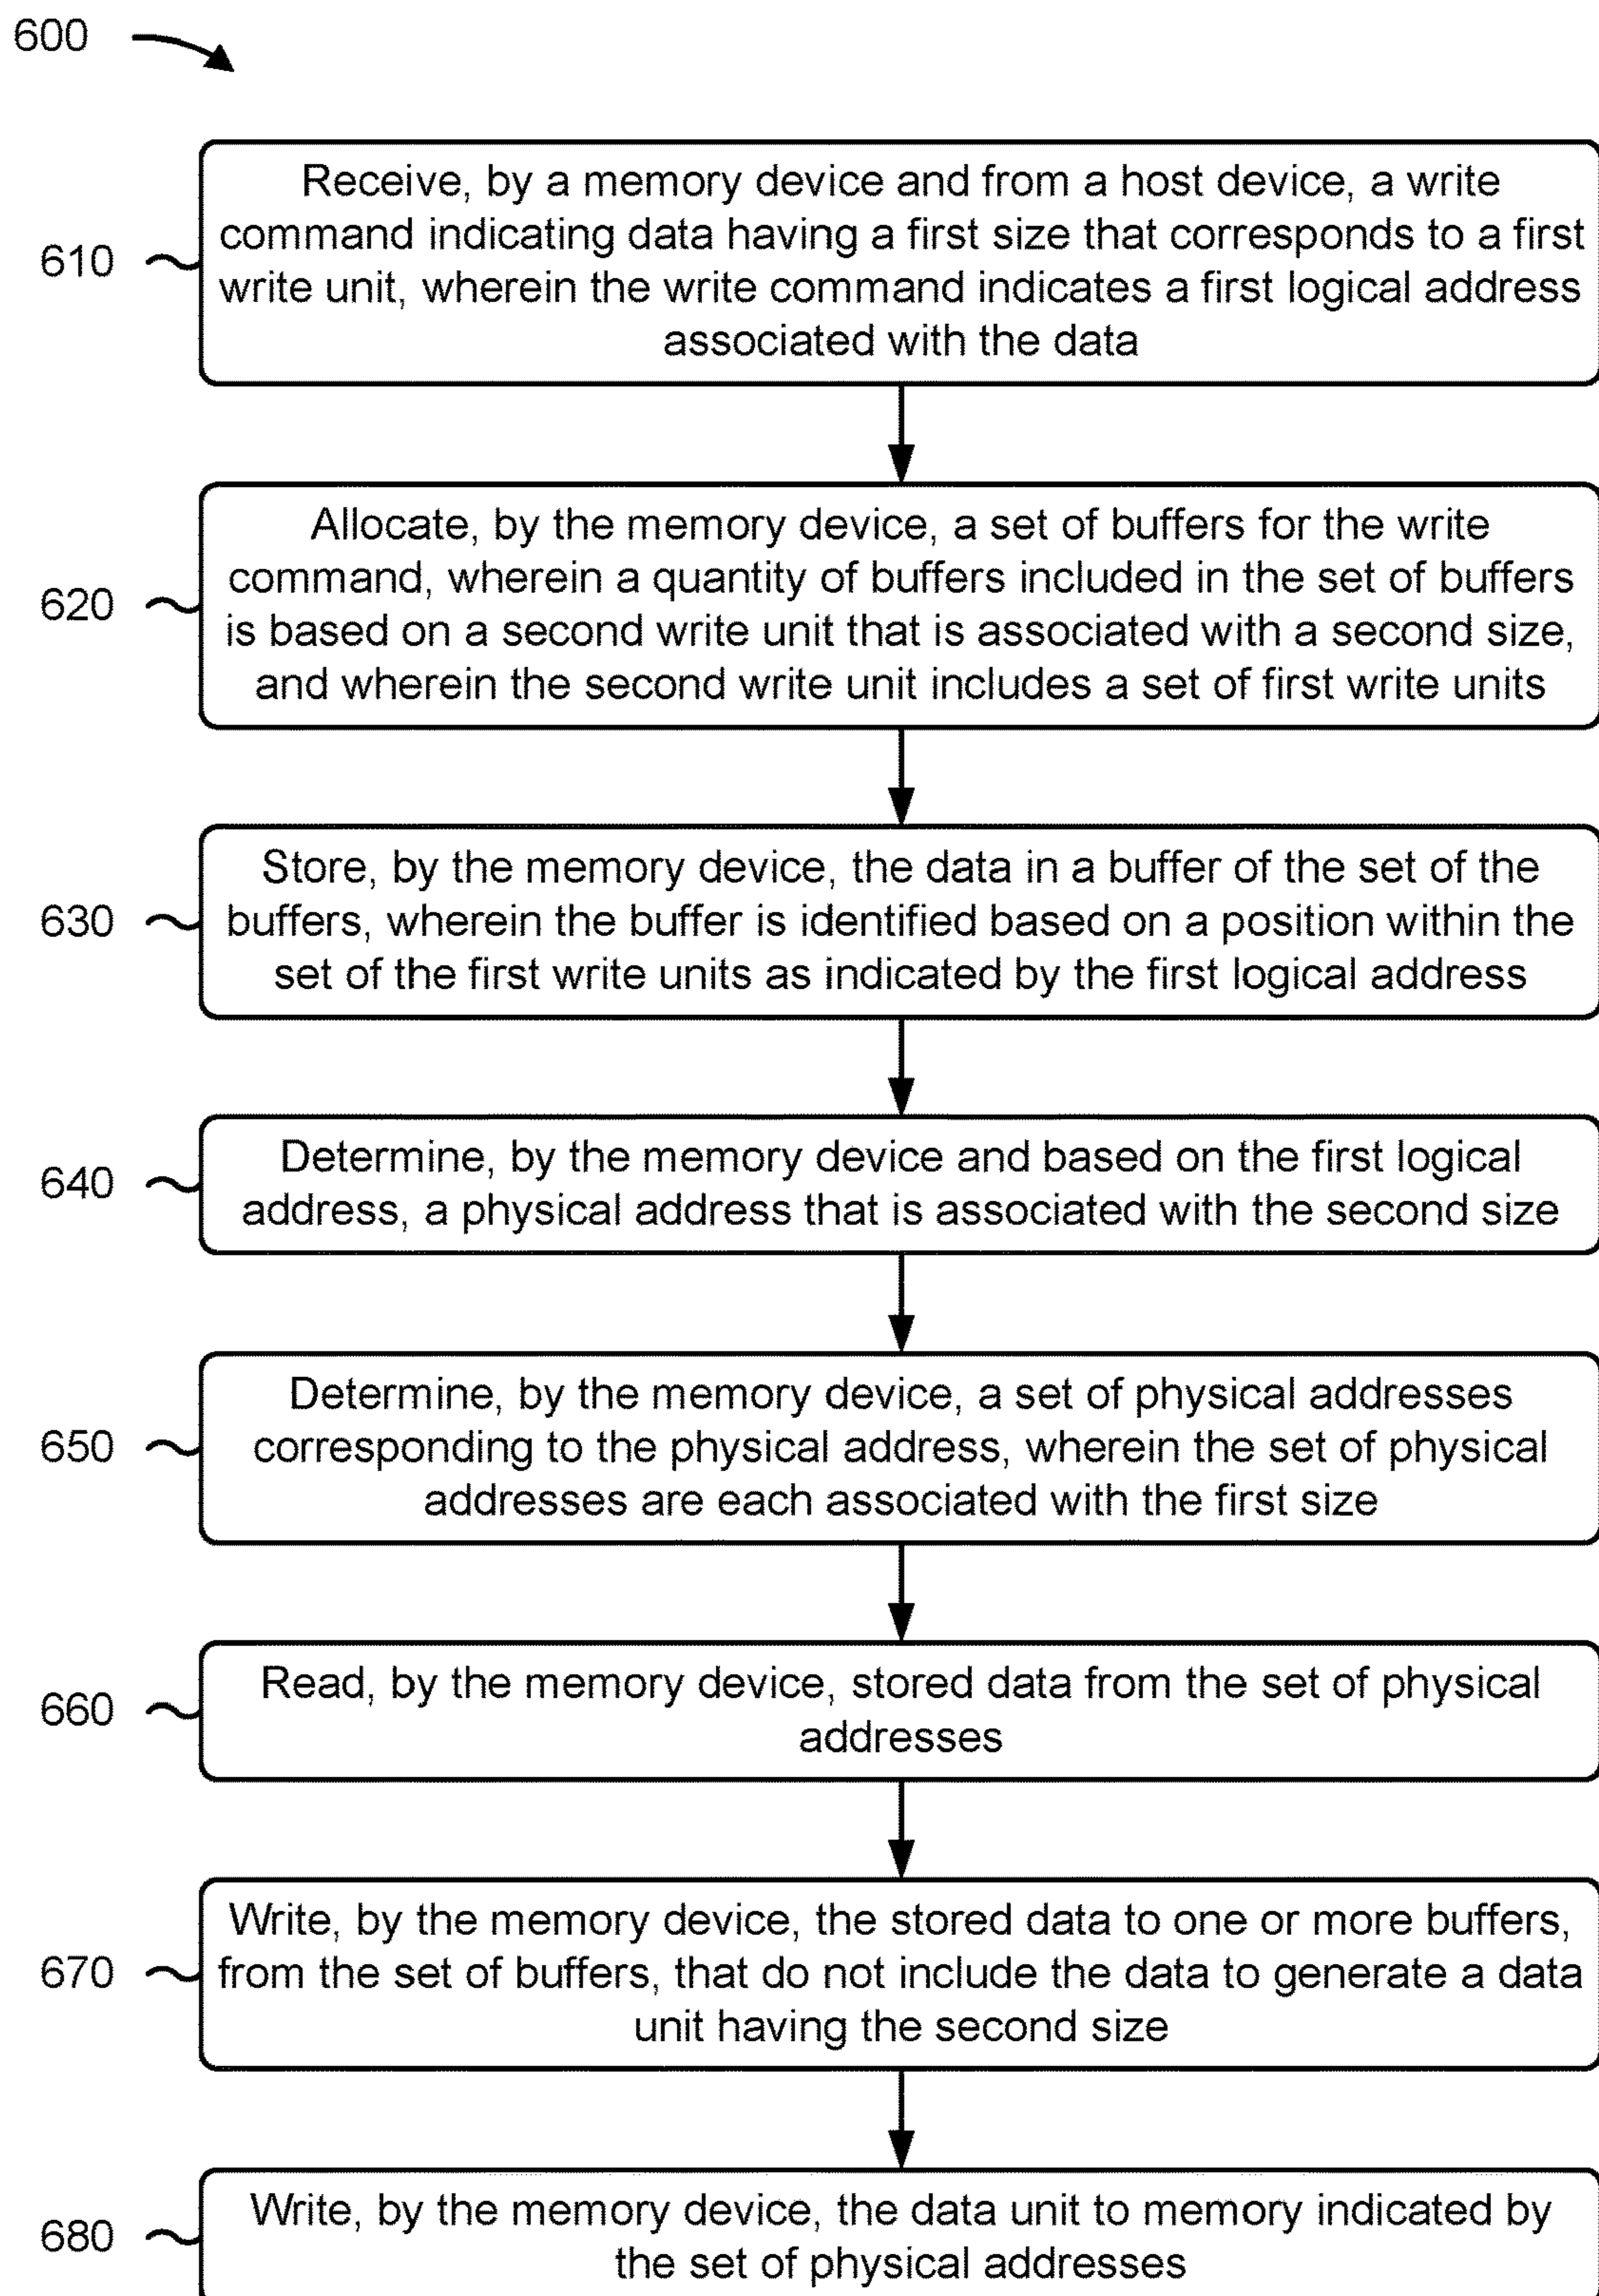 600
610
Receive, by a memory device and from a host device, a write
command indicating data having a first size that corresponds to a first
write unit, wherein the write command indicates a first logical address
associated with the data
620
Allocate, by the memory device, a set of buffers for the write
command, wherein a quantity of buffers included in the set of buffers
is based on a second write unit that is associated with a second size,
and wherein the second write unit includes a set of first write units
630
Store, by the memory device, the data in a buffer of the set of the
buffers, wherein the buffer is identified based on a position within the
set of the first write units as indicated by the first logical address
640
Determine, by the memory device and based on the first logical
address, a physical address that is associated with the second size
650
Determine, by the memory device, a set of physical addresses
corresponding to the physical address, wherein the set of physical
addresses are each associated with the first size
660
Read, by the memory device, stored data from the set of physical
addresses
670
Write, by the memory device, the stored data to one or more buffers,
from the set of buffers, that do not include the data to generate a data
unit having the second size
680
Write, by the memory device, the data unit to memory indicated by
the set of physical addresses